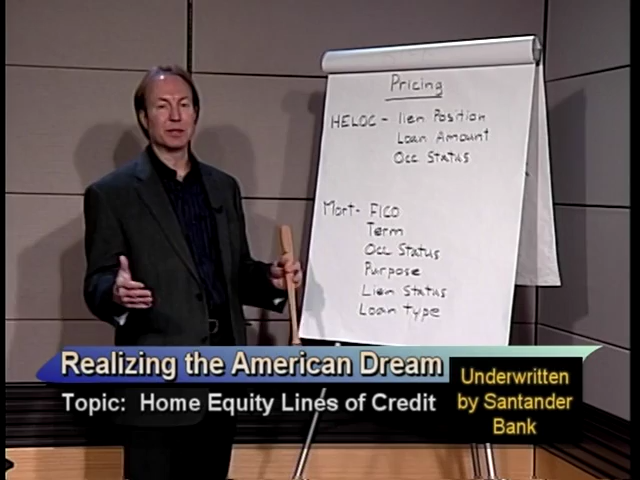 Pricing
HELOC - lien Position
Loan Amount
Occ Status
Mort- FICO
Term
Occ Status
Purpose
Lien Status
Loan type
Realizing the American Dream
Topic: Home Equity Lines of Credit
Underwritten
by Santander
Bank